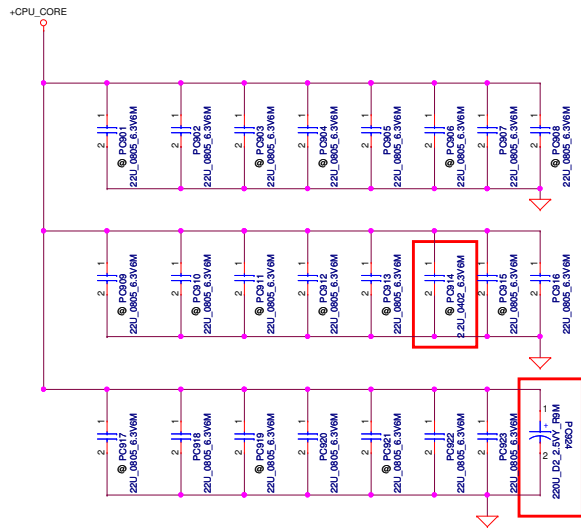 +CPU_CORE
1
2
@ PC901
22U_0805_6.3V6M
1
2
PC902
22U_0805_6.3V6M
1
2
@ PC903
22U_0805_6.3V6M
1
2
@ PC904
22U_0805_6.3V6M
1
2
PC905
22U_0805_6.3V6M
1
2
@ PC906
22U_0805_6.3V6M
1
2
PC907
22U_0805_6.3V6M
1
2
@ PC908
22U_0805_6.3V6M
1
2
@ PC909
22U_0805_6.3V6M
1
2
@ PC910
22U_0805_6.3V6M
1
2
@ PC911
22U_0805_6.3V6M
1
2
@ PC912
22U_0805_6.3V6M
1
2
@ PC913
22U_0805_6.3V6M
1
2
@ PC914
2.2U_0402_6.3V6M
1
2
@ PC915
22U_0805_6.3V6M
1
2
PC916
22U_0805_6.3V6M
1
2
@ PC917
22U_0805_6.3V6M
1
2
PC918
22U_0805_6.3V6M
1
2
@ PC919
22U_0805_6.3V6M
1
2
PC920
22U_0805_6.3V6M
1
2
@ PC921
22U_0805_6.3V6M
1
2
PC922
22U_0805_6.3V6M
1
2
PC923
22U_0805_6.3V6M
1
+
2
PC924
220U_D2_2.5VY_R9M